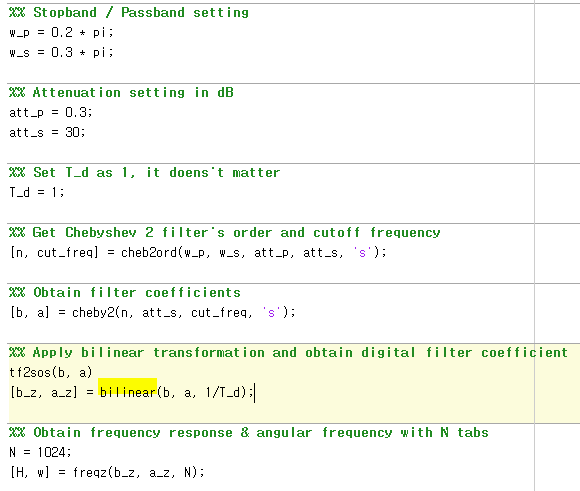 %% Stopband / Passband setting
w_p = 0.2 * pi;
w_s = 0.3 * pi;
%% Attenuation setting in dB
att_p = 0.3;
att_s = 30;
%% Set T_d as 1, it doens't matter
T_d = 1;
%% Get Chebyshev 2 filter's order and cutoff frequency
[n, cut_freq] = cheb2ord(w_p, w_s, att_p, att_s, 's');
%% Obtain filter coefficients
[b, a] = cheby2(n, att_s, cut_freq, 's');
%% Apply bilinear transformation and obtain digital filter coefficient
tf2sos(b, a)
[b_z, a_z] = bilinear(b, a, 1/T_d);
%% Obtain frequency response & angular frequency with N tabs
N = 1024;
[H, w] = freqz(b_z, a_z, N);